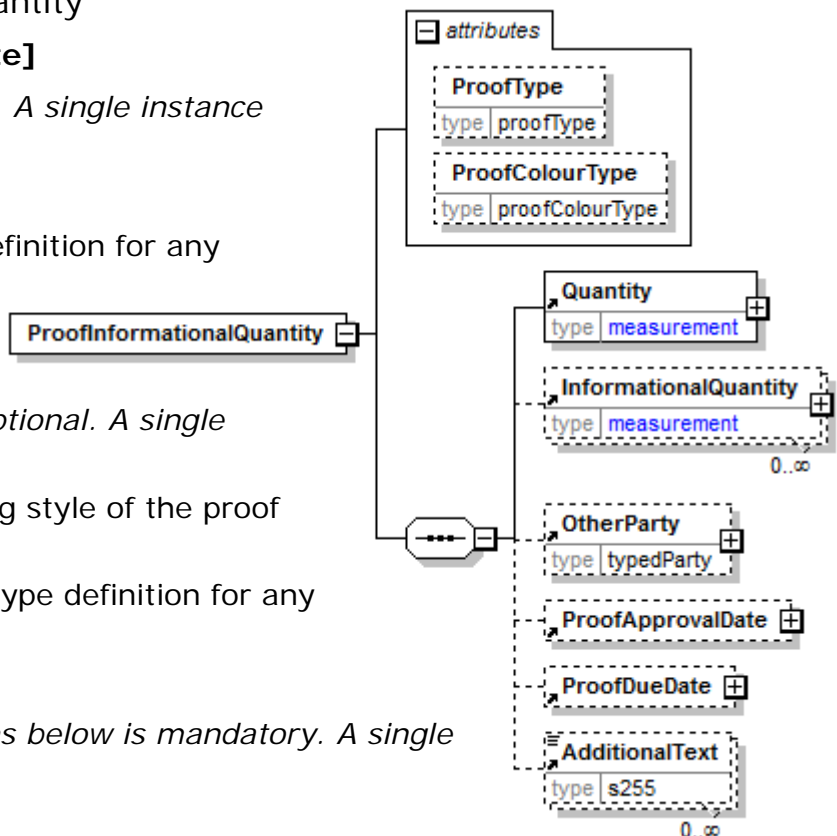 antity
te]
. A single instance
efinition for any
ptional. A single
g style of the proof
ype definition for any
s below is mandatory. A single
ProofInformationalQuantity
attributes
ProofType
type proofType
ProofColourType
type proofColourType
Quantity
type measurement
InformationalQuantity
type measurement
0..∞
OtherParty
type typedParty
ProofApprovalDate
ProofDueDate
AdditionalText
type s255
0..∞